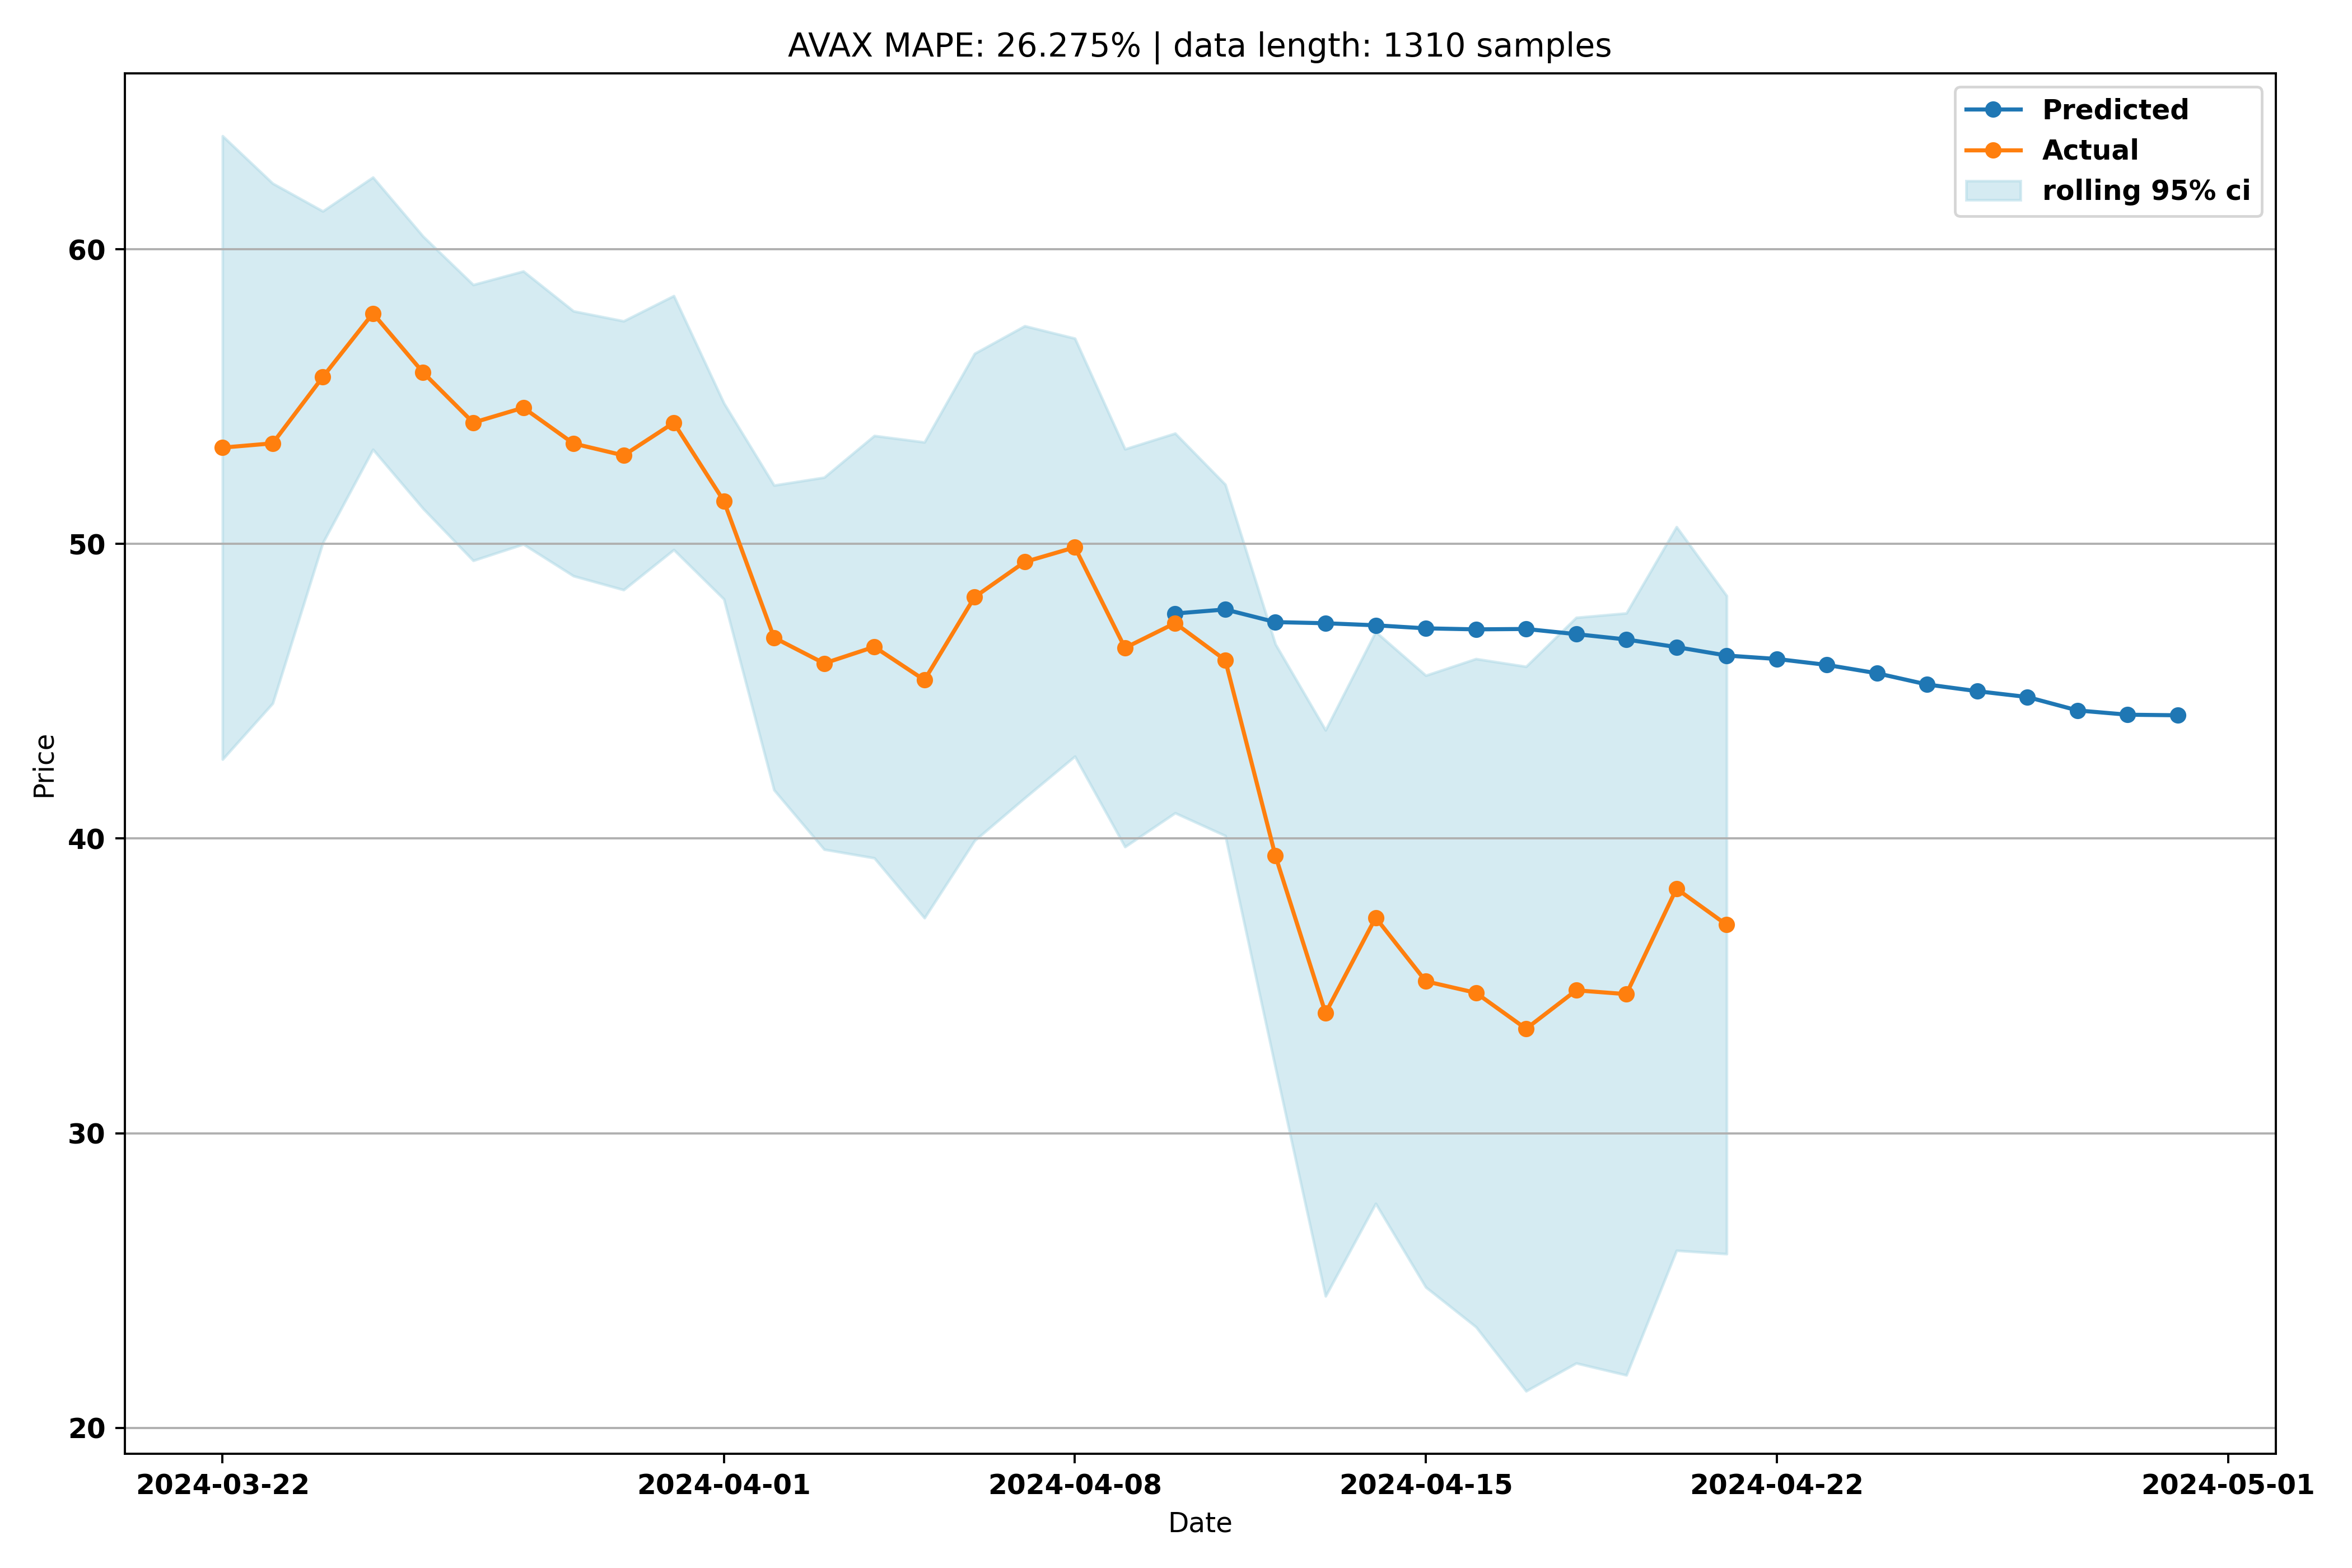 AVAX MAPE: 26.275% | data length: 1310 samples
Predicted
Actual
rolling 95% ci
60
50
40
30
20
Price
2024-03-22
2024-04-01
2024-04-08
2024-04-15
2024-04-22
2024-05-01
Date